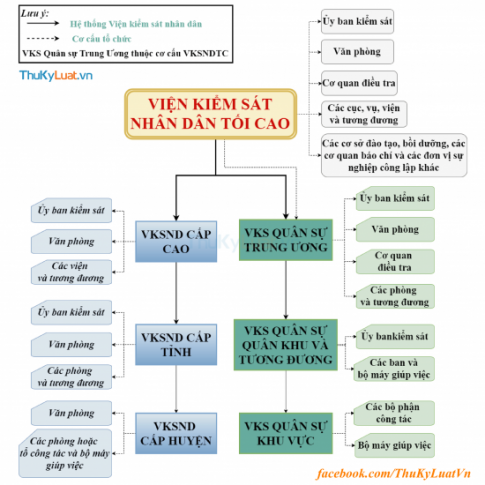 Lưu ý:
Hệ thống Viện kiểm sát nhân dân
Cơ cấu tổ chức
VKS Quân sự Trung Ương thuộc cơ cấu VKSNDTC
ThuKyLuat.vn
VIỆN KIỂM SÁT
NHÂN DÂN TỐI CAO
Ủy ban kiểm sát
Văn phòng
Cơ quan điều tra
Các cục, vụ, viện
và tương đương
Các cơ sở đào tạo, bồi dưỡng, các
cơ quan báo chí và các đơn vị sự
nghiệp công lập khác
Ủy ban kiểm sát
Văn phòng
Các viện
và tương đương
VKSND CẤP
CAO
VKS QUÂN SỰ
TRUNG ƯƠNG
Ủy ban kiểm sát
Văn phòng
Cơ quan
điều tra
Các phòng
và tương đương
Ủy ban kiểm sát
Văn phòng
Các phòng
và tương đương
VKSND CẤP
TỈNH
VKS QUÂN SỰ
QUÂN KHU VÀ
TƯƠNG ĐƯƠNG
Ủy bankiểm sát
Các ban và
bộ máy giúp việc
Văn phòng
Các phòng hoặc
tổ công tác và bộ máy
giúp việc
VKSND
CẤP HUYỆN
VKS QUÂN SỰ
KHU VỰC
Các bộ phận
công tác
Bộ máy giúp việc
facebook.com/ThuKyLuatVn